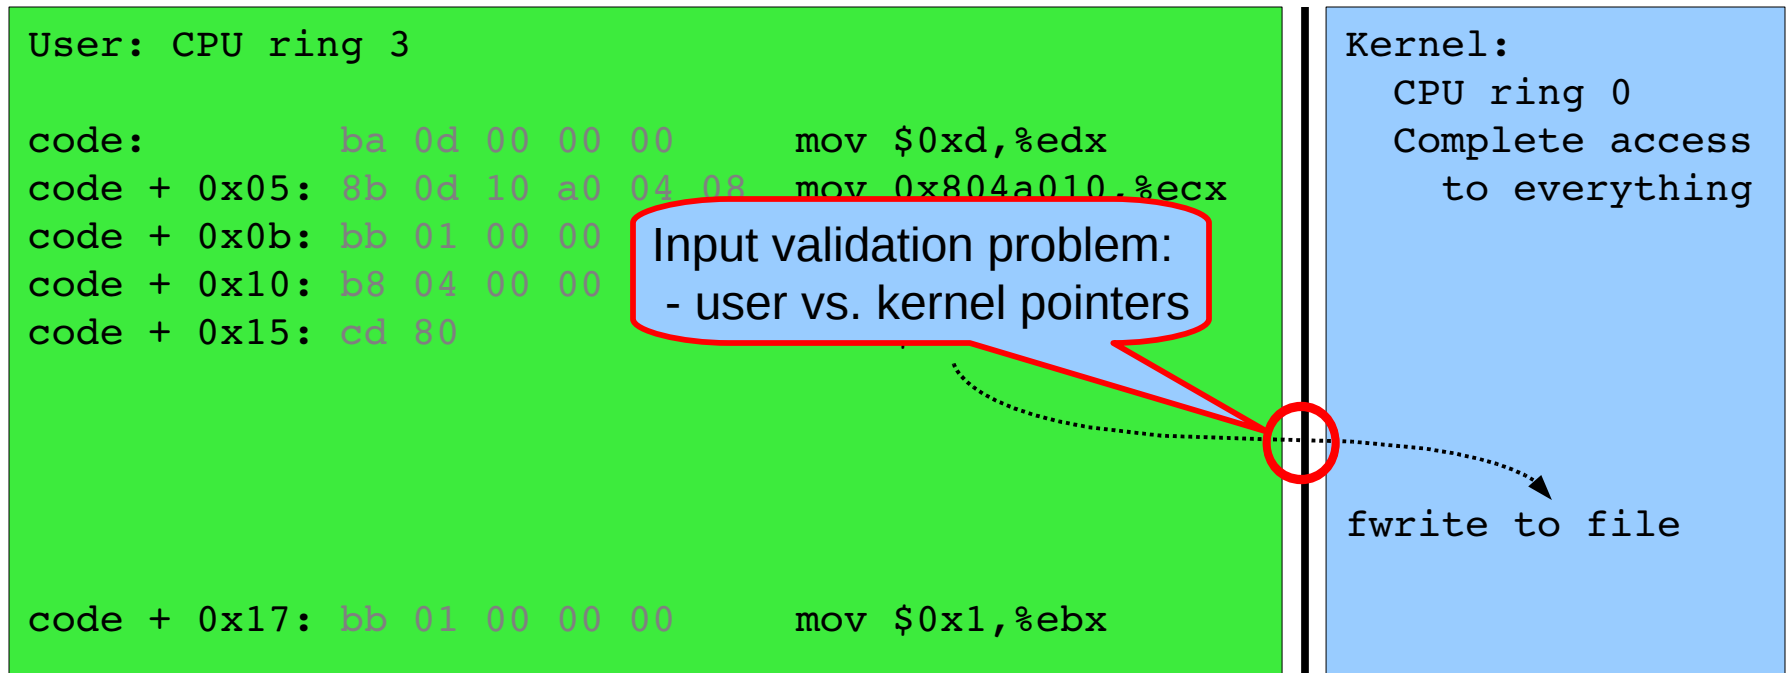 User: CPU ring 3
code: ba 0d 00 00 00 mov $0xd,%edx
code + 0x05: 8b 0d 10 a0 04 08 mov 0x804a010,%ecx
code + 0x0b: bb 01 00 00
code + 0x10: b8 04 00 00
code + 0x15: cd 80
Input validation problem:
- user vs. kernel pointers
code + 0x17: bb 01 00 00 00 mov $0x1,%ebx
Kernel:
CPU ring 0
Complete access
to everything
fwrite to file